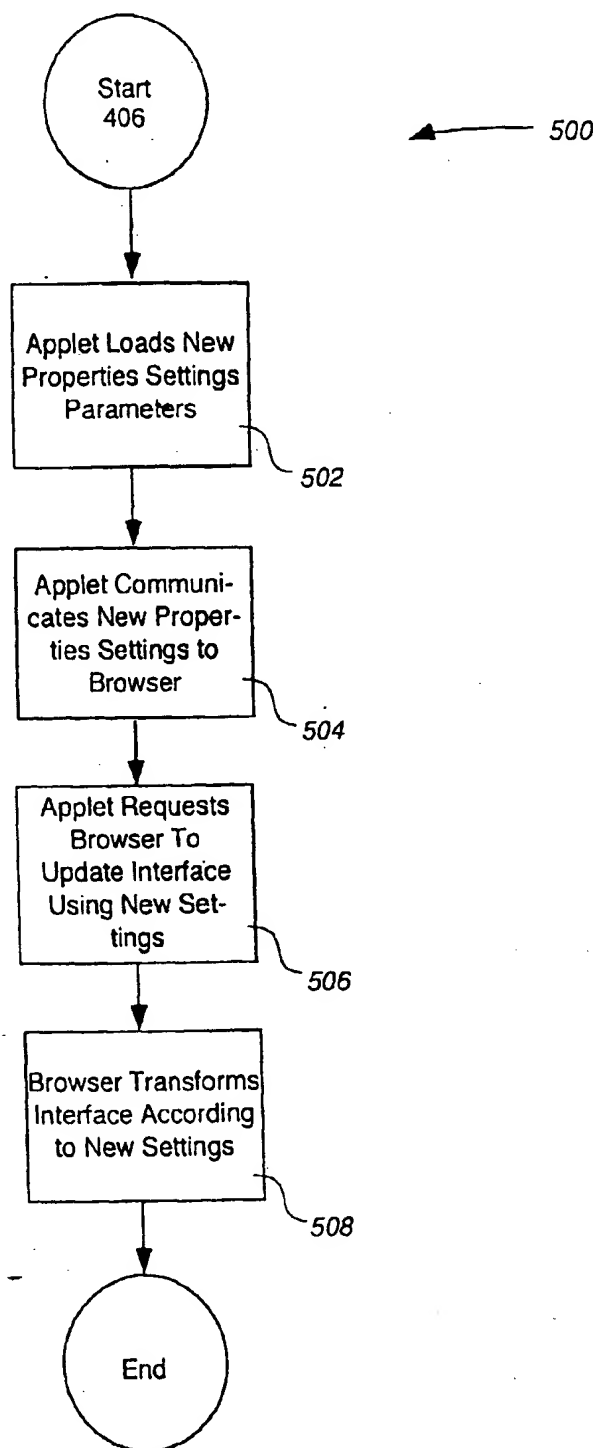 Start
406
500
Applet Loads New
Properties Settings
Parameters
502
Applet Communi-
cates New Proper-
ties Settings to
Browser
504
Applet Requests
Browser To
Update Interface
Using New Set-
tings
506
Browser Transforms
Interface According
to New Settings
508
End